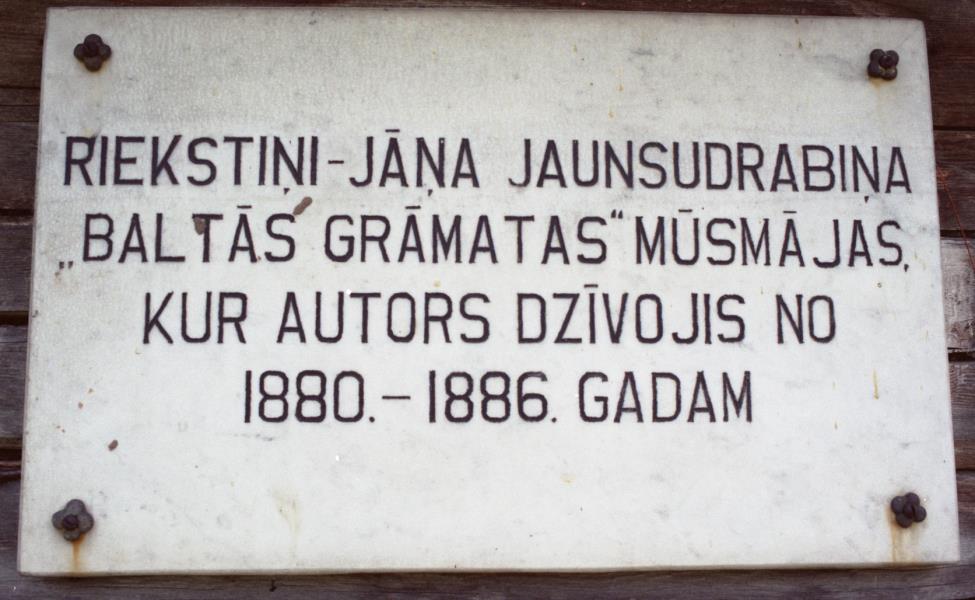 RIEKSTIŅI-JĀŅA JAUNSUDRABIŅA
„BALTĀS GRĀMATAS“ MŪSMĀJAS,
KUR AUTORS DZĪVOJIS NO
1880.–1886. GADAM